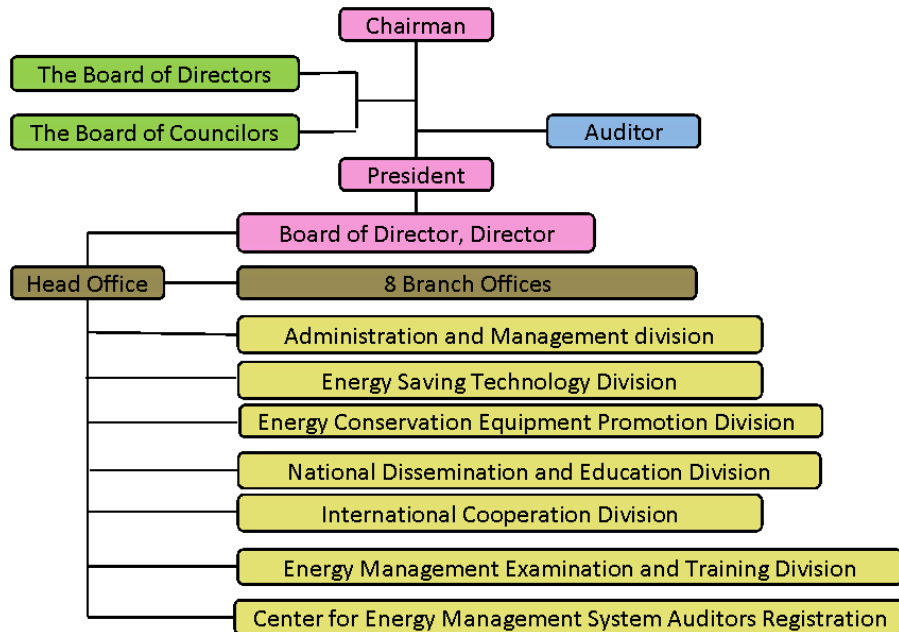 Chairman
The Board of Directors
The Board of Councilors
Auditor
President
Board of Director, Director
Head Office
8 Branch Offices
Administration and Management division
Energy Saving Technology Division
Energy Conservation Equipment Promotion Division
National Dissemination and Education Division
International Cooperation Division
Energy Management Examination and Training Division
Center for Energy Management System Auditors Registration